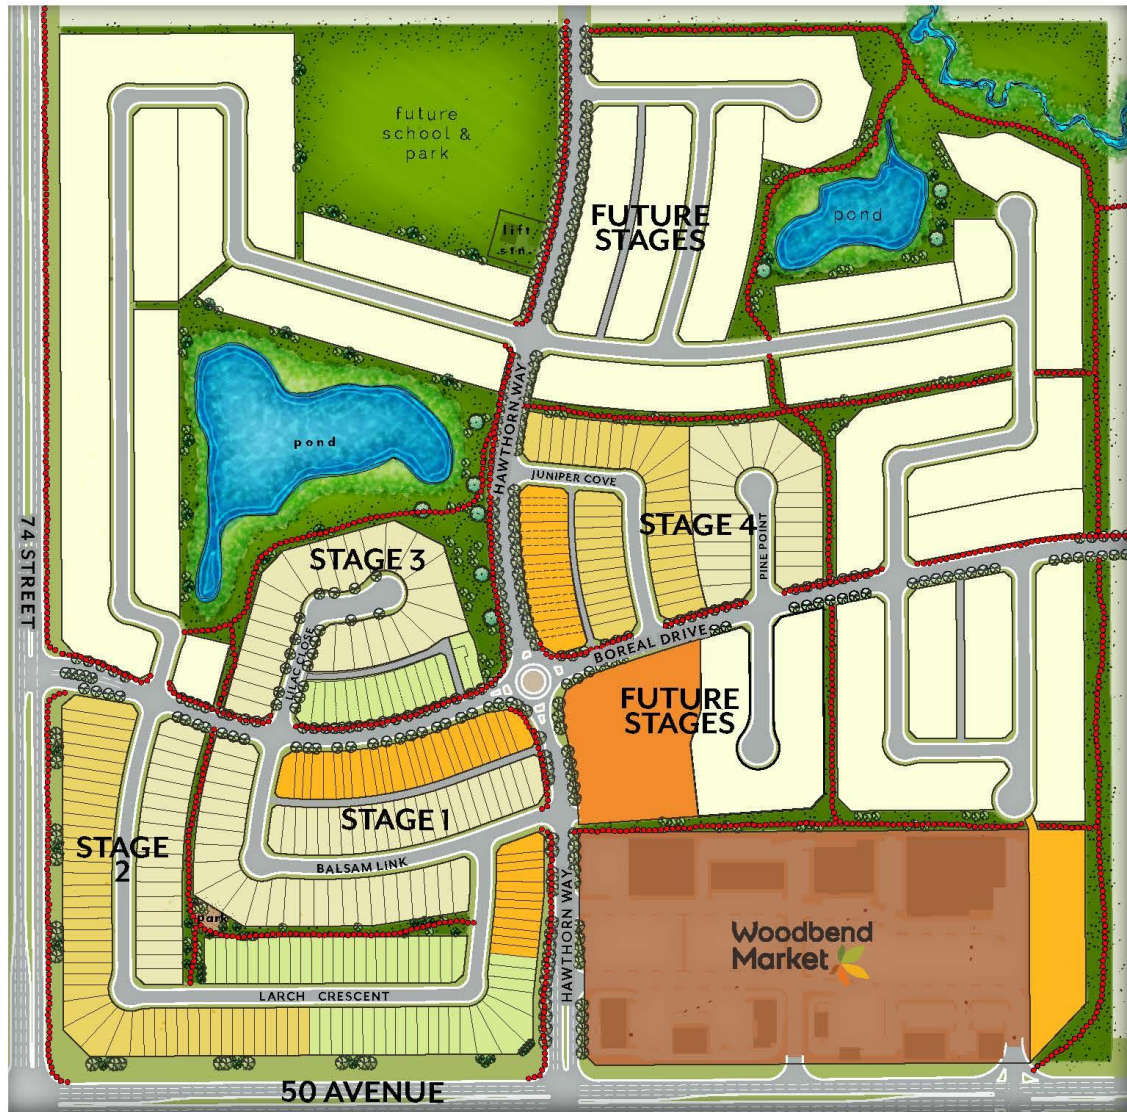 future
school &
park
lift
stn.
FUTURE
STAGES
pond
HAWTHORN WAY
pond
JUNIPER COVE
STAGE 4
PINE POINT
74 STREET
STAGE 3
LILAC CLOSE
BOREAL DRIVE
FUTURE
STAGES
STAGE 1
STAGE
2
BALSAM LINK
park
HAWTHORN WAY
Woodbend
Market
LARCH CRESCENT
50 AVENUE